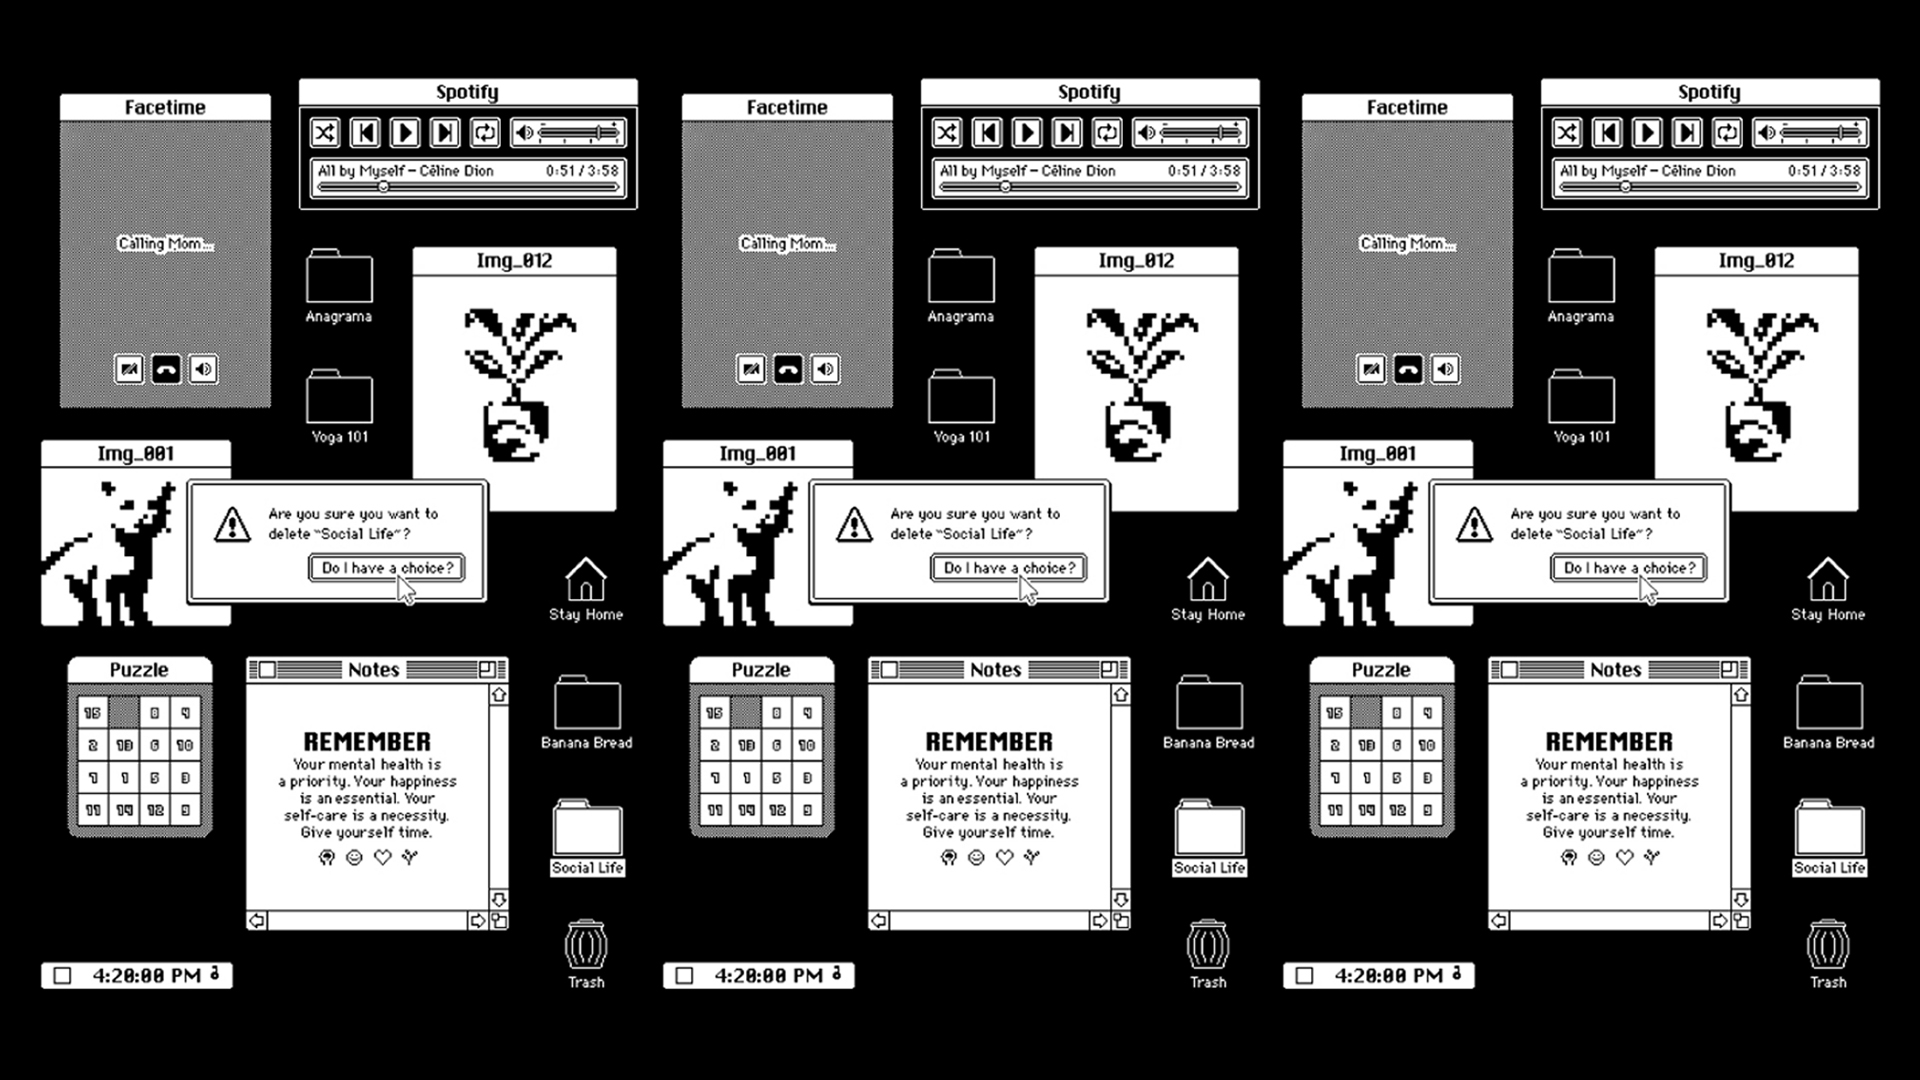 Facetime
Calling Mom...
Spotify
All by Myself – Céline Dion 0:51 / 3:58
Anagrama
Yoga 101
Img_012
Img_001
Are you sure you want to
delete “Social Life”?
Do I have a choice?
Stay Home
Puzzle
15 8 4
2 13 6 10
7 1 5 3
11 14 12 9
Notes
REMEMBER
Your mental health is
a priority. Your happiness
is an essential. Your
self-care is a necessity.
Give yourself time.
Banana Bread
Social Life
Trash
4:20:00 PM
Facetime
Calling Mom...
Spotify
All by Myself – Céline Dion 0:51 / 3:58
Anagrama
Yoga 101
Img_012
Img_001
Are you sure you want to
delete “Social Life”?
Do I have a choice?
Stay Home
Puzzle
15 8 4
2 13 6 10
7 1 5 3
11 14 12 9
Notes
REMEMBER
Your mental health is
a priority. Your happiness
is an essential. Your
self-care is a necessity.
Give yourself time.
Banana Bread
Social Life
Trash
4:20:00 PM
Facetime
Calling Mom...
Spotify
All by Myself – Céline Dion 0:51 / 3:58
Anagrama
Yoga 101
Img_012
Img_001
Are you sure you want to
delete “Social Life”?
Do I have a choice?
Stay Home
Puzzle
15 8 4
2 13 6 10
7 1 5 3
11 14 12 9
Notes
REMEMBER
Your mental health is
a priority. Your happiness
is an essential. Your
self-care is a necessity.
Give yourself time.
Banana Bread
Social Life
Trash
4:20:00 PM